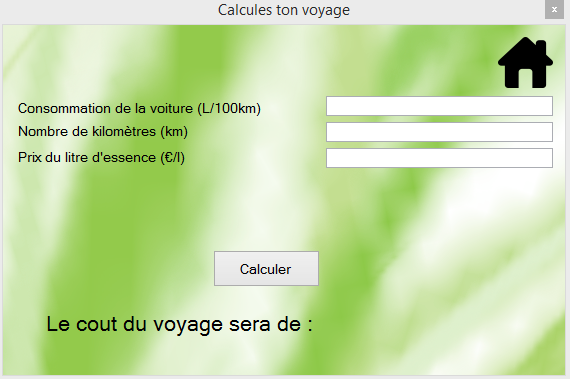 Calcules ton voyage
x
Consommation de la voiture (L/100km)
Nombre de kilomètres (km)
Prix du litre d'essence (€/l)
Calculer
Le cout du voyage sera de :